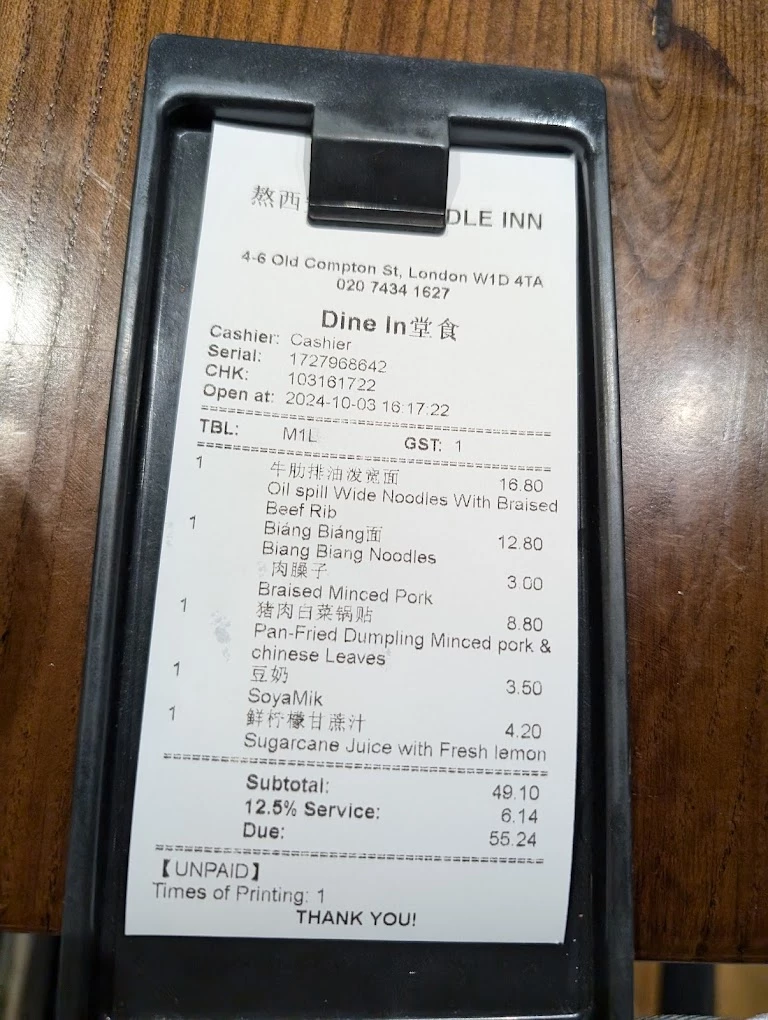 熬西 DLE INN
4-6 Old Compton St, London W1D 4TA
020 7434 1627
Dine In堂食
Cashier: Cashier
Serial: 1727968642
CHK: 103161722
Open at: 2024-10-03 16:17:22
TBL: M1L GST: 1
1 牛肋排油泼宽面 16.80
Oil spill Wide Noodles With Braised
Beef Rib
1 Biáng Biáng面 12.80
Biang Biang Noodles
肉臊子 3.00
Braised Minced Pork
1 猪肉白菜锅贴 8.80
Pan-Fried Dumpling Minced pork &
chinese Leaves
1 豆奶 3.50
SoyaMik
1 鲜柠檬甘蔗汁 4.20
Sugarcane Juice with Fresh lemon
Subtotal: 49.10
12.5% Service: 6.14
Due: 55.24
【UNPAID】
Times of Printing: 1
THANK YOU!